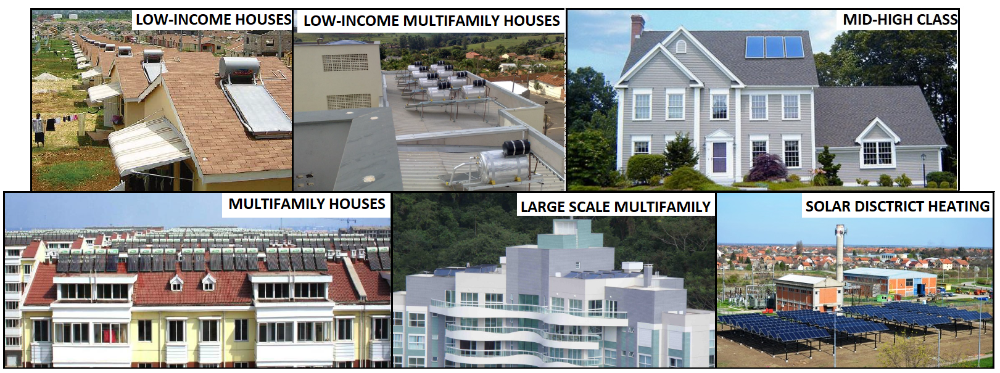 LOW-INCOME HOUSES
LOW-INCOME MULTIFAMILY HOUSES
MID-HIGH CLASS
MULTIFAMILY HOUSES
LARGE SCALE MULTIFAMILY
SOLAR DISCTRICT HEATING